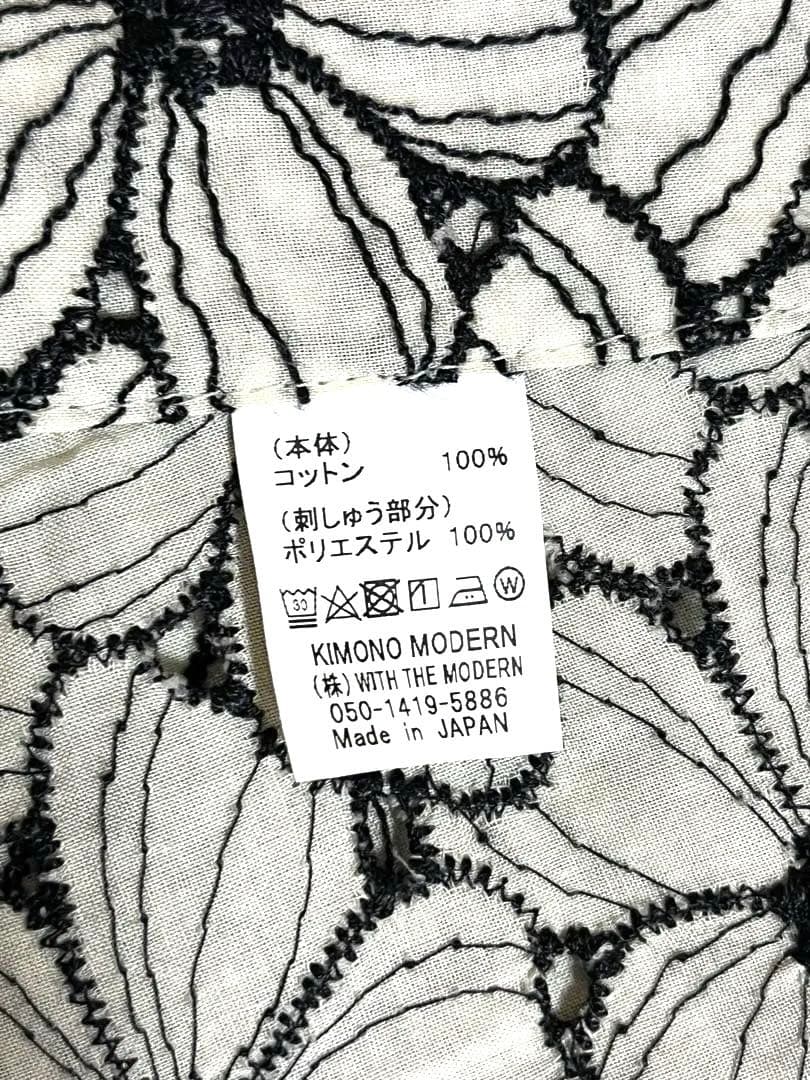 (本体)
コットン 100%
(刺しゅう部分)
ポリエステル 100%
30 W
KIMONO MODERN
(株) WITH THE MODERN
050-1419-5886
Made in JAPAN